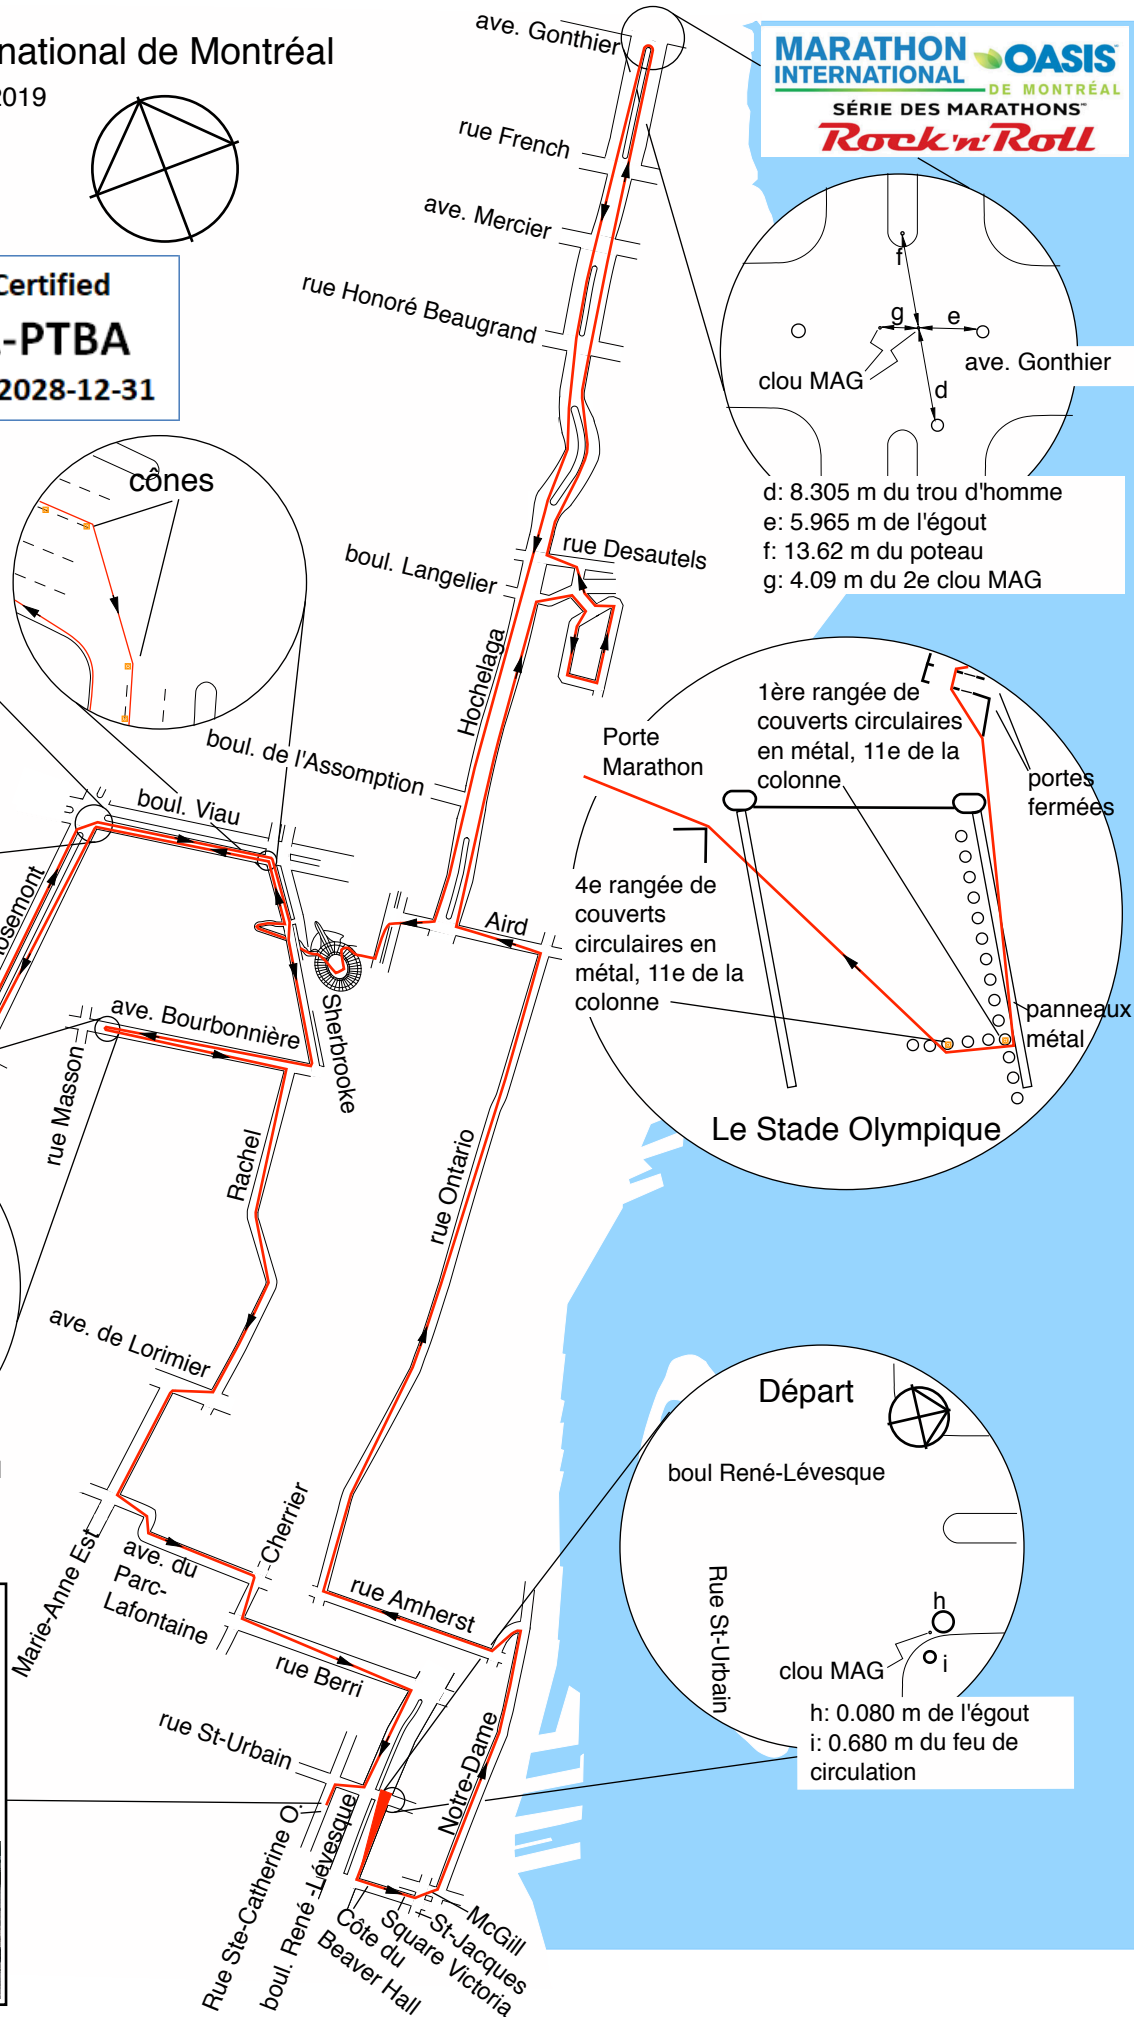 national de Montréal
2019
Certified
-PTBA
2028-12-31
MARATHON
INTERNATIONAL
OASIS
DE MONTRÉAL
SÉRIE DES MARATHONS
Rock'n'Roll
ave. Gonthier
rue French
ave. Mercier
rue Honoré Beaugrand
f
g
e
clou MAG
d
ave. Gonthier
d: 8.305 m du trou d'homme
e: 5.965 m de l'égout
f: 13.62 m du poteau
g: 4.09 m du 2e clou MAG
cônes
boul. Langelier
rue Desautels
Hochelaga
boul. de l'Assomption
boul. Viau
Rosemont
Aird
Sherbrooke
ave. Bourbonnière
rue Masson
Rachel
rue Ontario
Porte
Marathon
1ère rangée de
couverts circulaires
en métal, 11e de la
colonne
portes
fermées
4e rangée de
couverts
circulaires en
métal, 11e de la
colonne
panneaux
métal
Le Stade Olympique
ave. de Lorimier
Marie-Anne Est
ave. du
Parc-
Lafontaine
Cherrier
rue Amherst
rue Berri
rue St-Urbain
Notre-Dame
Rue Ste-Catherine O.
boul. René -Lévesque
Côte du
Beaver Hall
Square Victoria
St-Jacques
McGill
Départ
boul René-Lévesque
Rue St-Urbain
h
clou MAG
i
h: 0.080 m de l'égout
i: 0.680 m du feu de
circulation